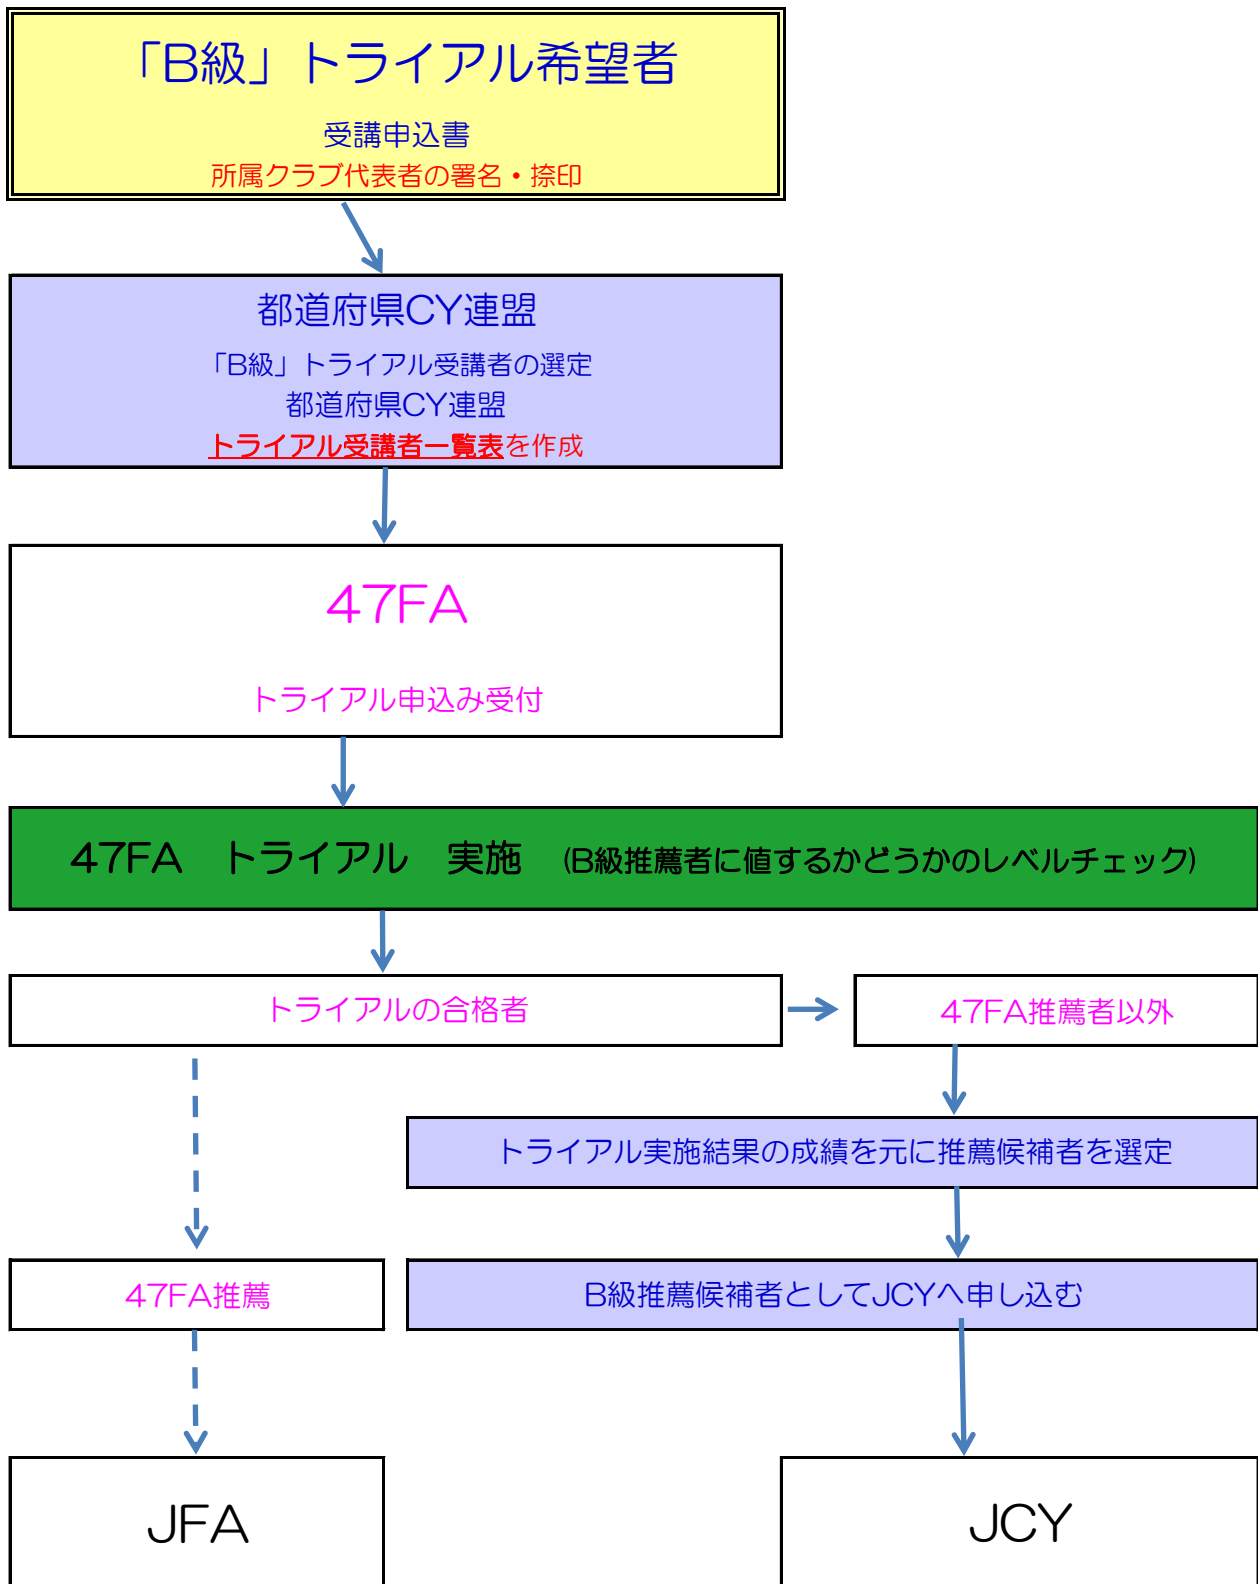 「B級」トライアル希望者
受講申込書
所属クラブ代表者の署名・捺印
都道府県CY連盟
「B級」トライアル受講者の選定
都道府県CY連盟
トライアル受講者一覧表を作成
47FA
トライアル申込み受付
47FA　トライアル　実施　(B級推薦者に値するかどうかのレベルチェック)
トライアルの合格者
47FA推薦者以外
トライアル実施結果の成績を元に推薦候補者を選定
47FA推薦
B級推薦候補者としてJCYへ申し込む
JFA
JCY